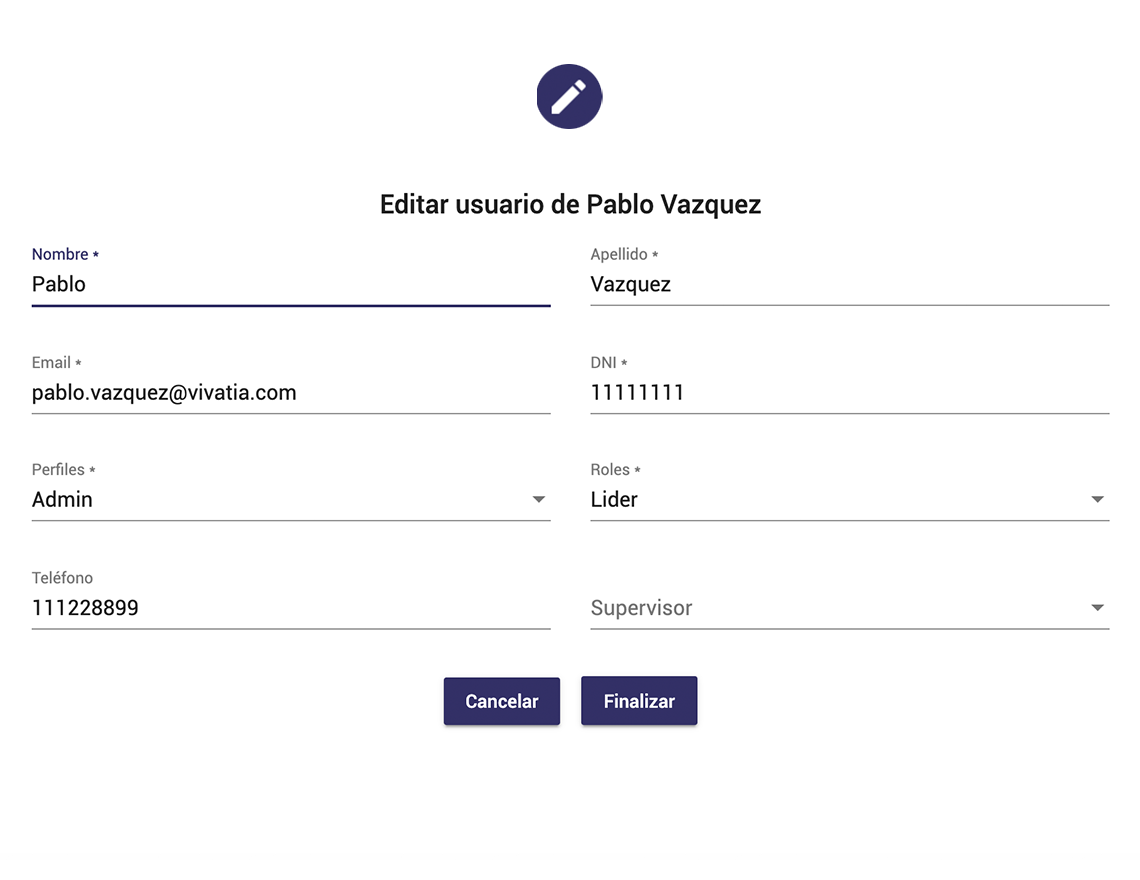 Editar usuario de Pablo Vazquez
Nombre *
Apellido *
Pablo
Vazquez
Email *
DNI *
pablo.vazquez@vivatia.com
11111111
Perfiles *
Roles *
Admin
Lider
Teléfono
111228899
Supervisor
Cancelar
Finalizar